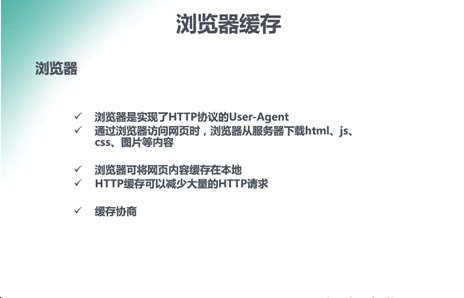 浏览器缓存
浏览器
✓ 浏览器是实现了HTTP协议的User-Agent
✓ 通过浏览器访问网页时，浏览器从服务器下载html、js、
css、图片等内容
✓ 浏览器可将网页内容缓存在本地
✓ HTTP缓存可以减少大量的HTTP请求
✓ 缓存协商